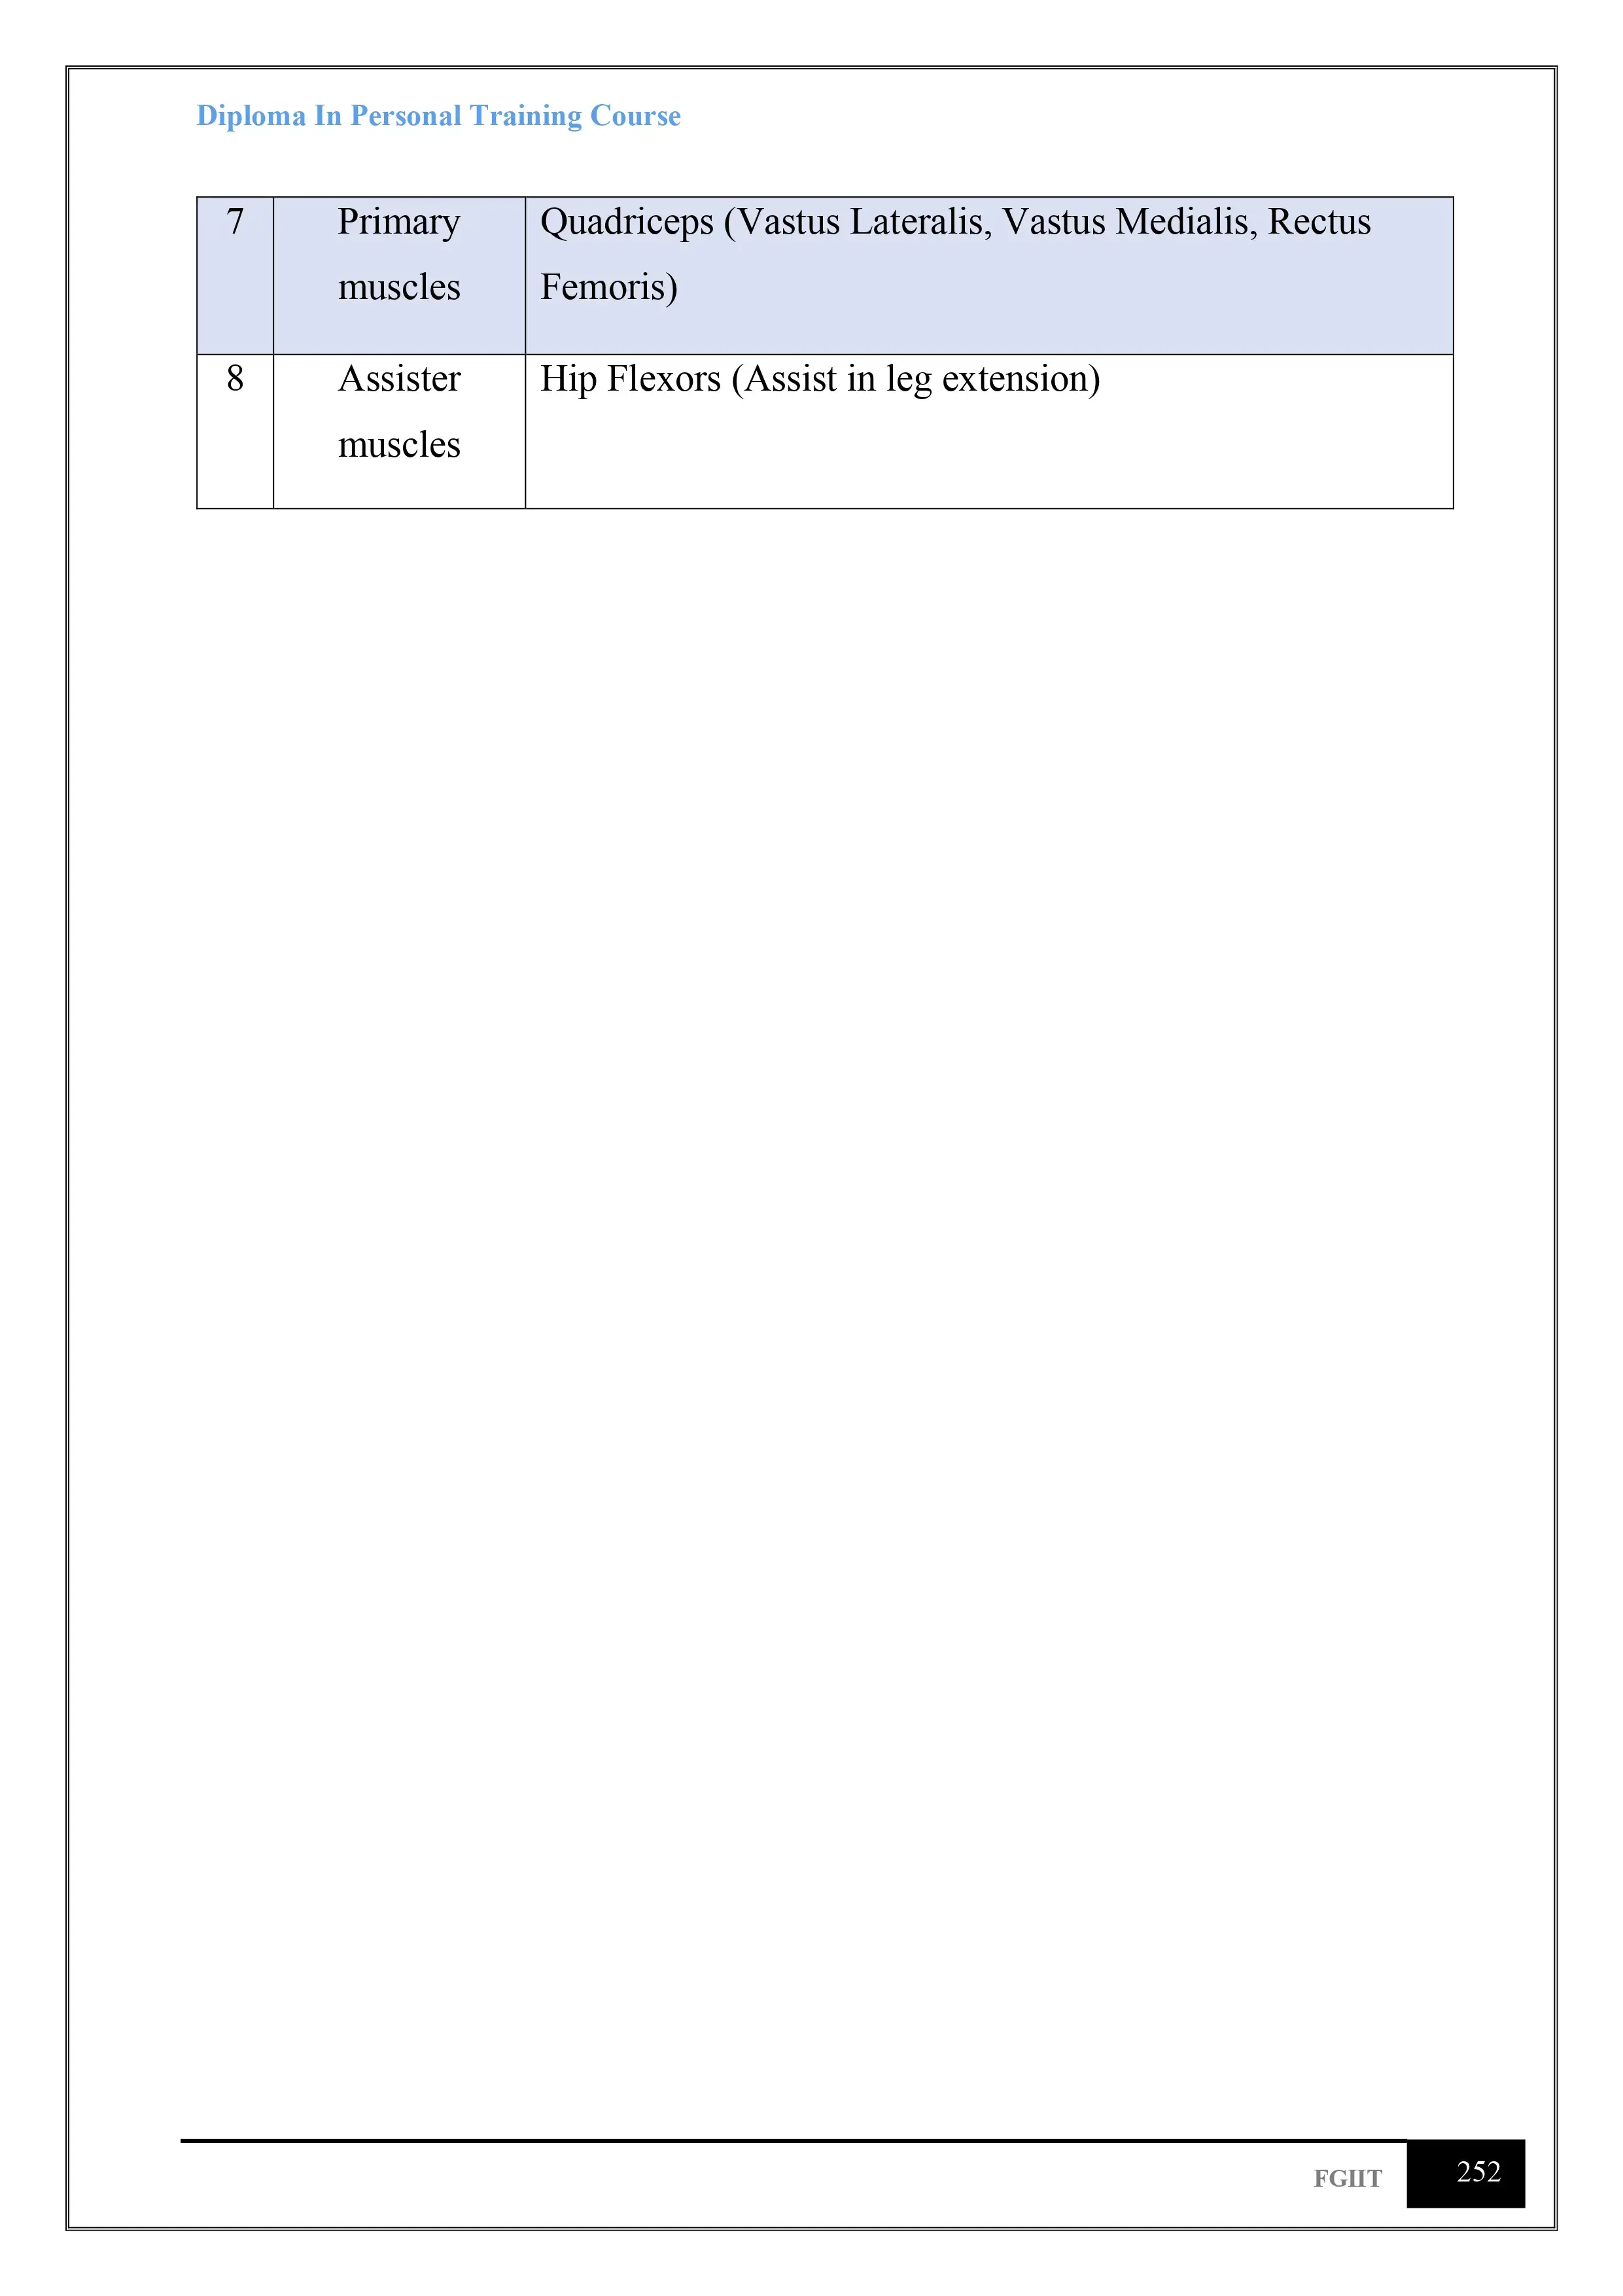 Diploma In Personal Training Course
7 Primary Quadriceps (Vastus Lateralis, Vastus Medialis, Rectus
muscles Femoris)
8 Assister Hip Flexors (Assist in leg extension)
muscles
FGIIT 252